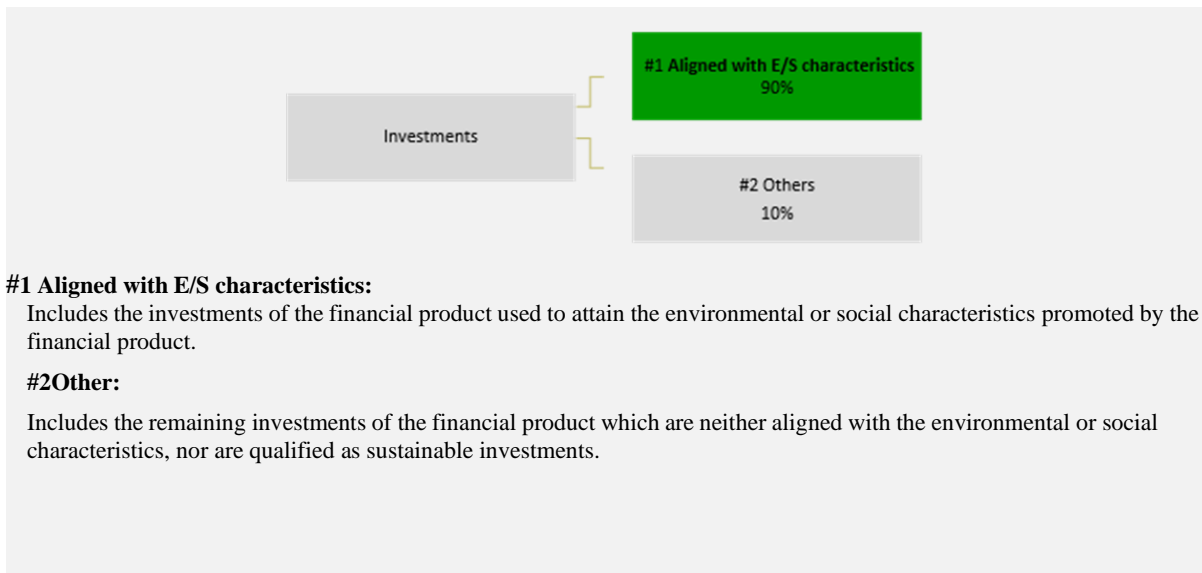 #1 Aligned with E/S characteristics
90%
Investments
#2 Others
10%
#1 Aligned with E/S characteristics:
Includes the investments of the financial product used to attain the environmental or social characteristics promoted by the
financial product.
#2Other:
Includes the remaining investments of the financial product which are neither aligned with the environmental or social
characteristics, nor are qualified as sustainable investments.